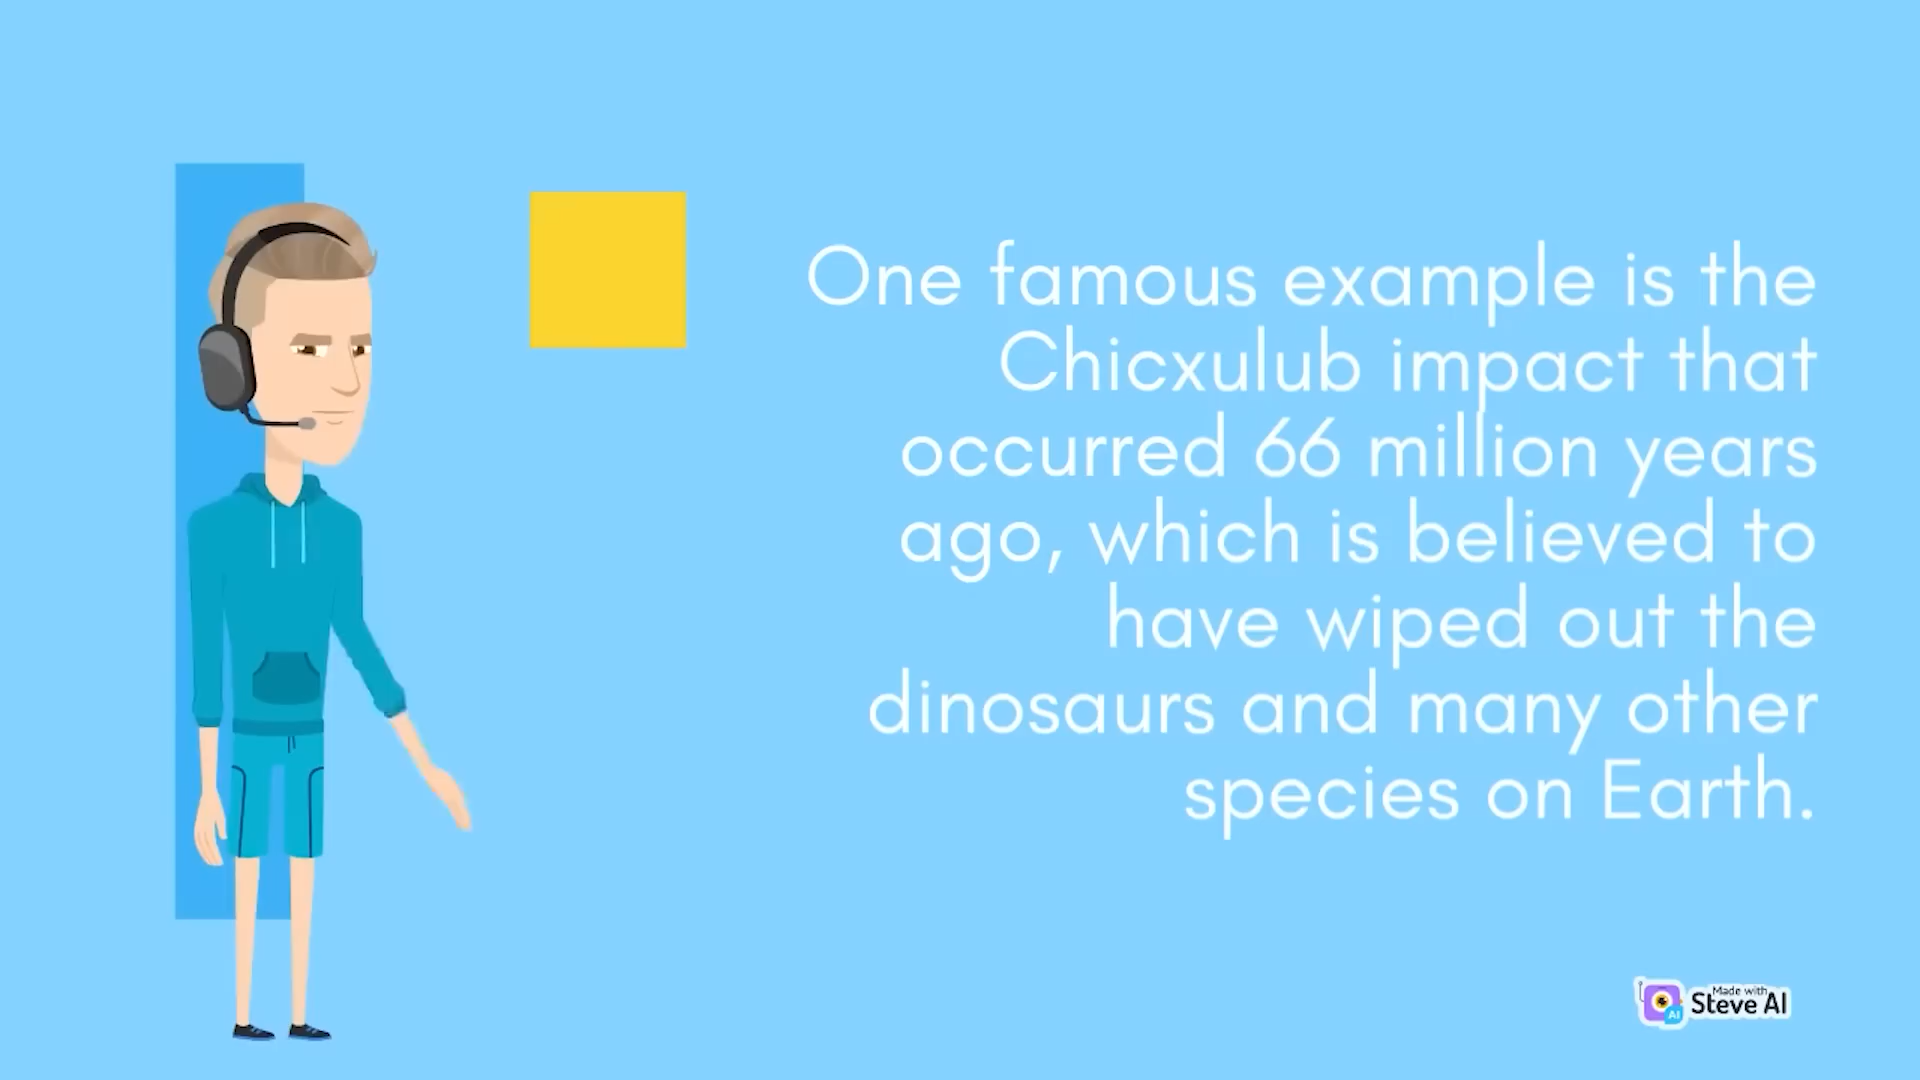 One famous example is the
Chicxulub impact that
occurred 66 million years
ago, which is believed to
have wiped out the
dinosaurs and many other
species on Earth.
Made with
Steve AI
AI